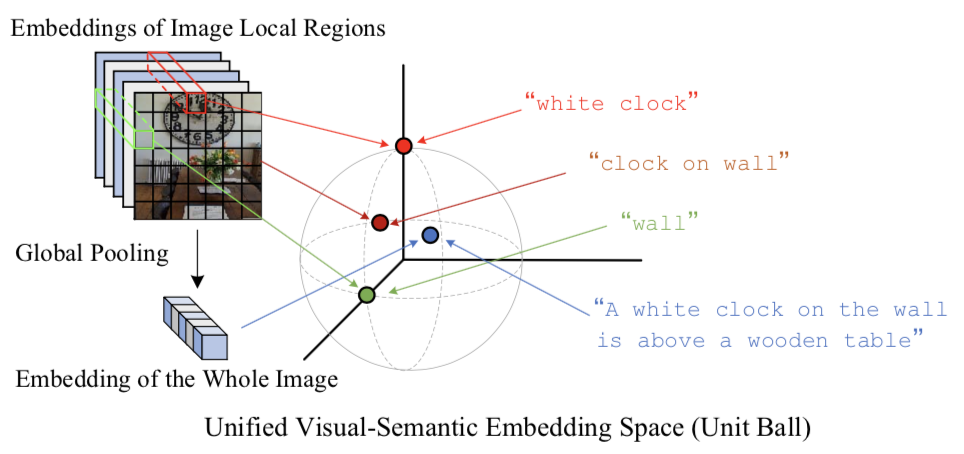 Embeddings of Image Local Regions
“white clock”
“clock on wall”
“wall”
Global Pooling
“A white clock on the wall
is above a wooden table”
Embedding of the Whole Image
Unified Visual-Semantic Embedding Space (Unit Ball)